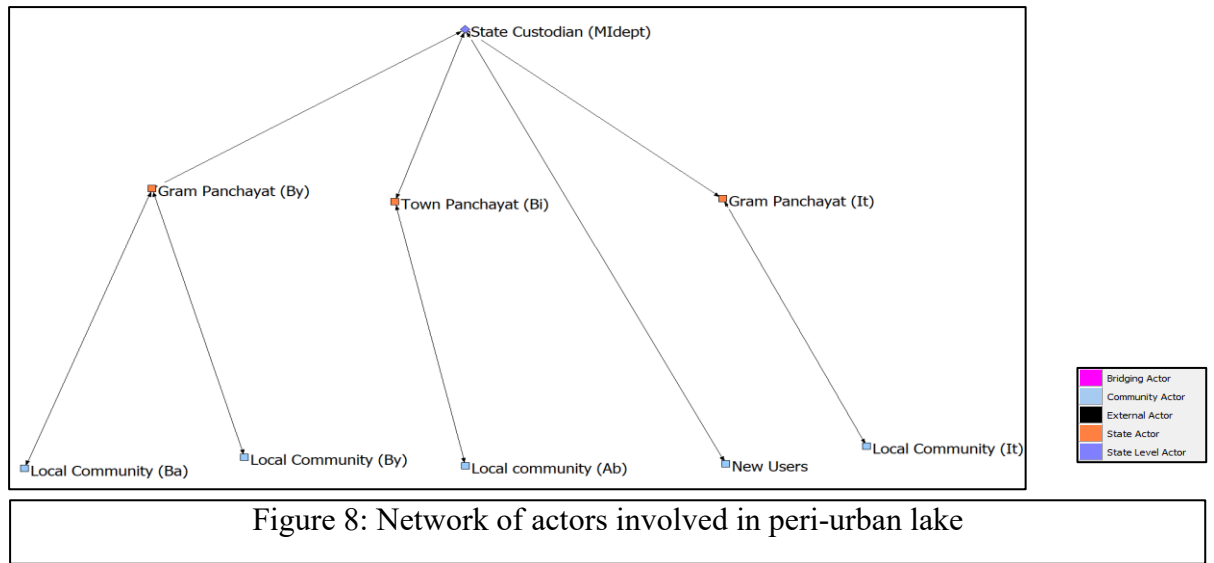 State Custodian (MIdept)
Gram Panchayat (By)
Town Panchayat (Bi)
Gram Panchayat (It)
Local Community (Ba)
Local Community (By)
Local community (Ab)
New Users
Local Community (It)
Bridging Actor
Community Actor
External Actor
State Actor
State Level Actor
Figure 8: Network of actors involved in peri-urban lake